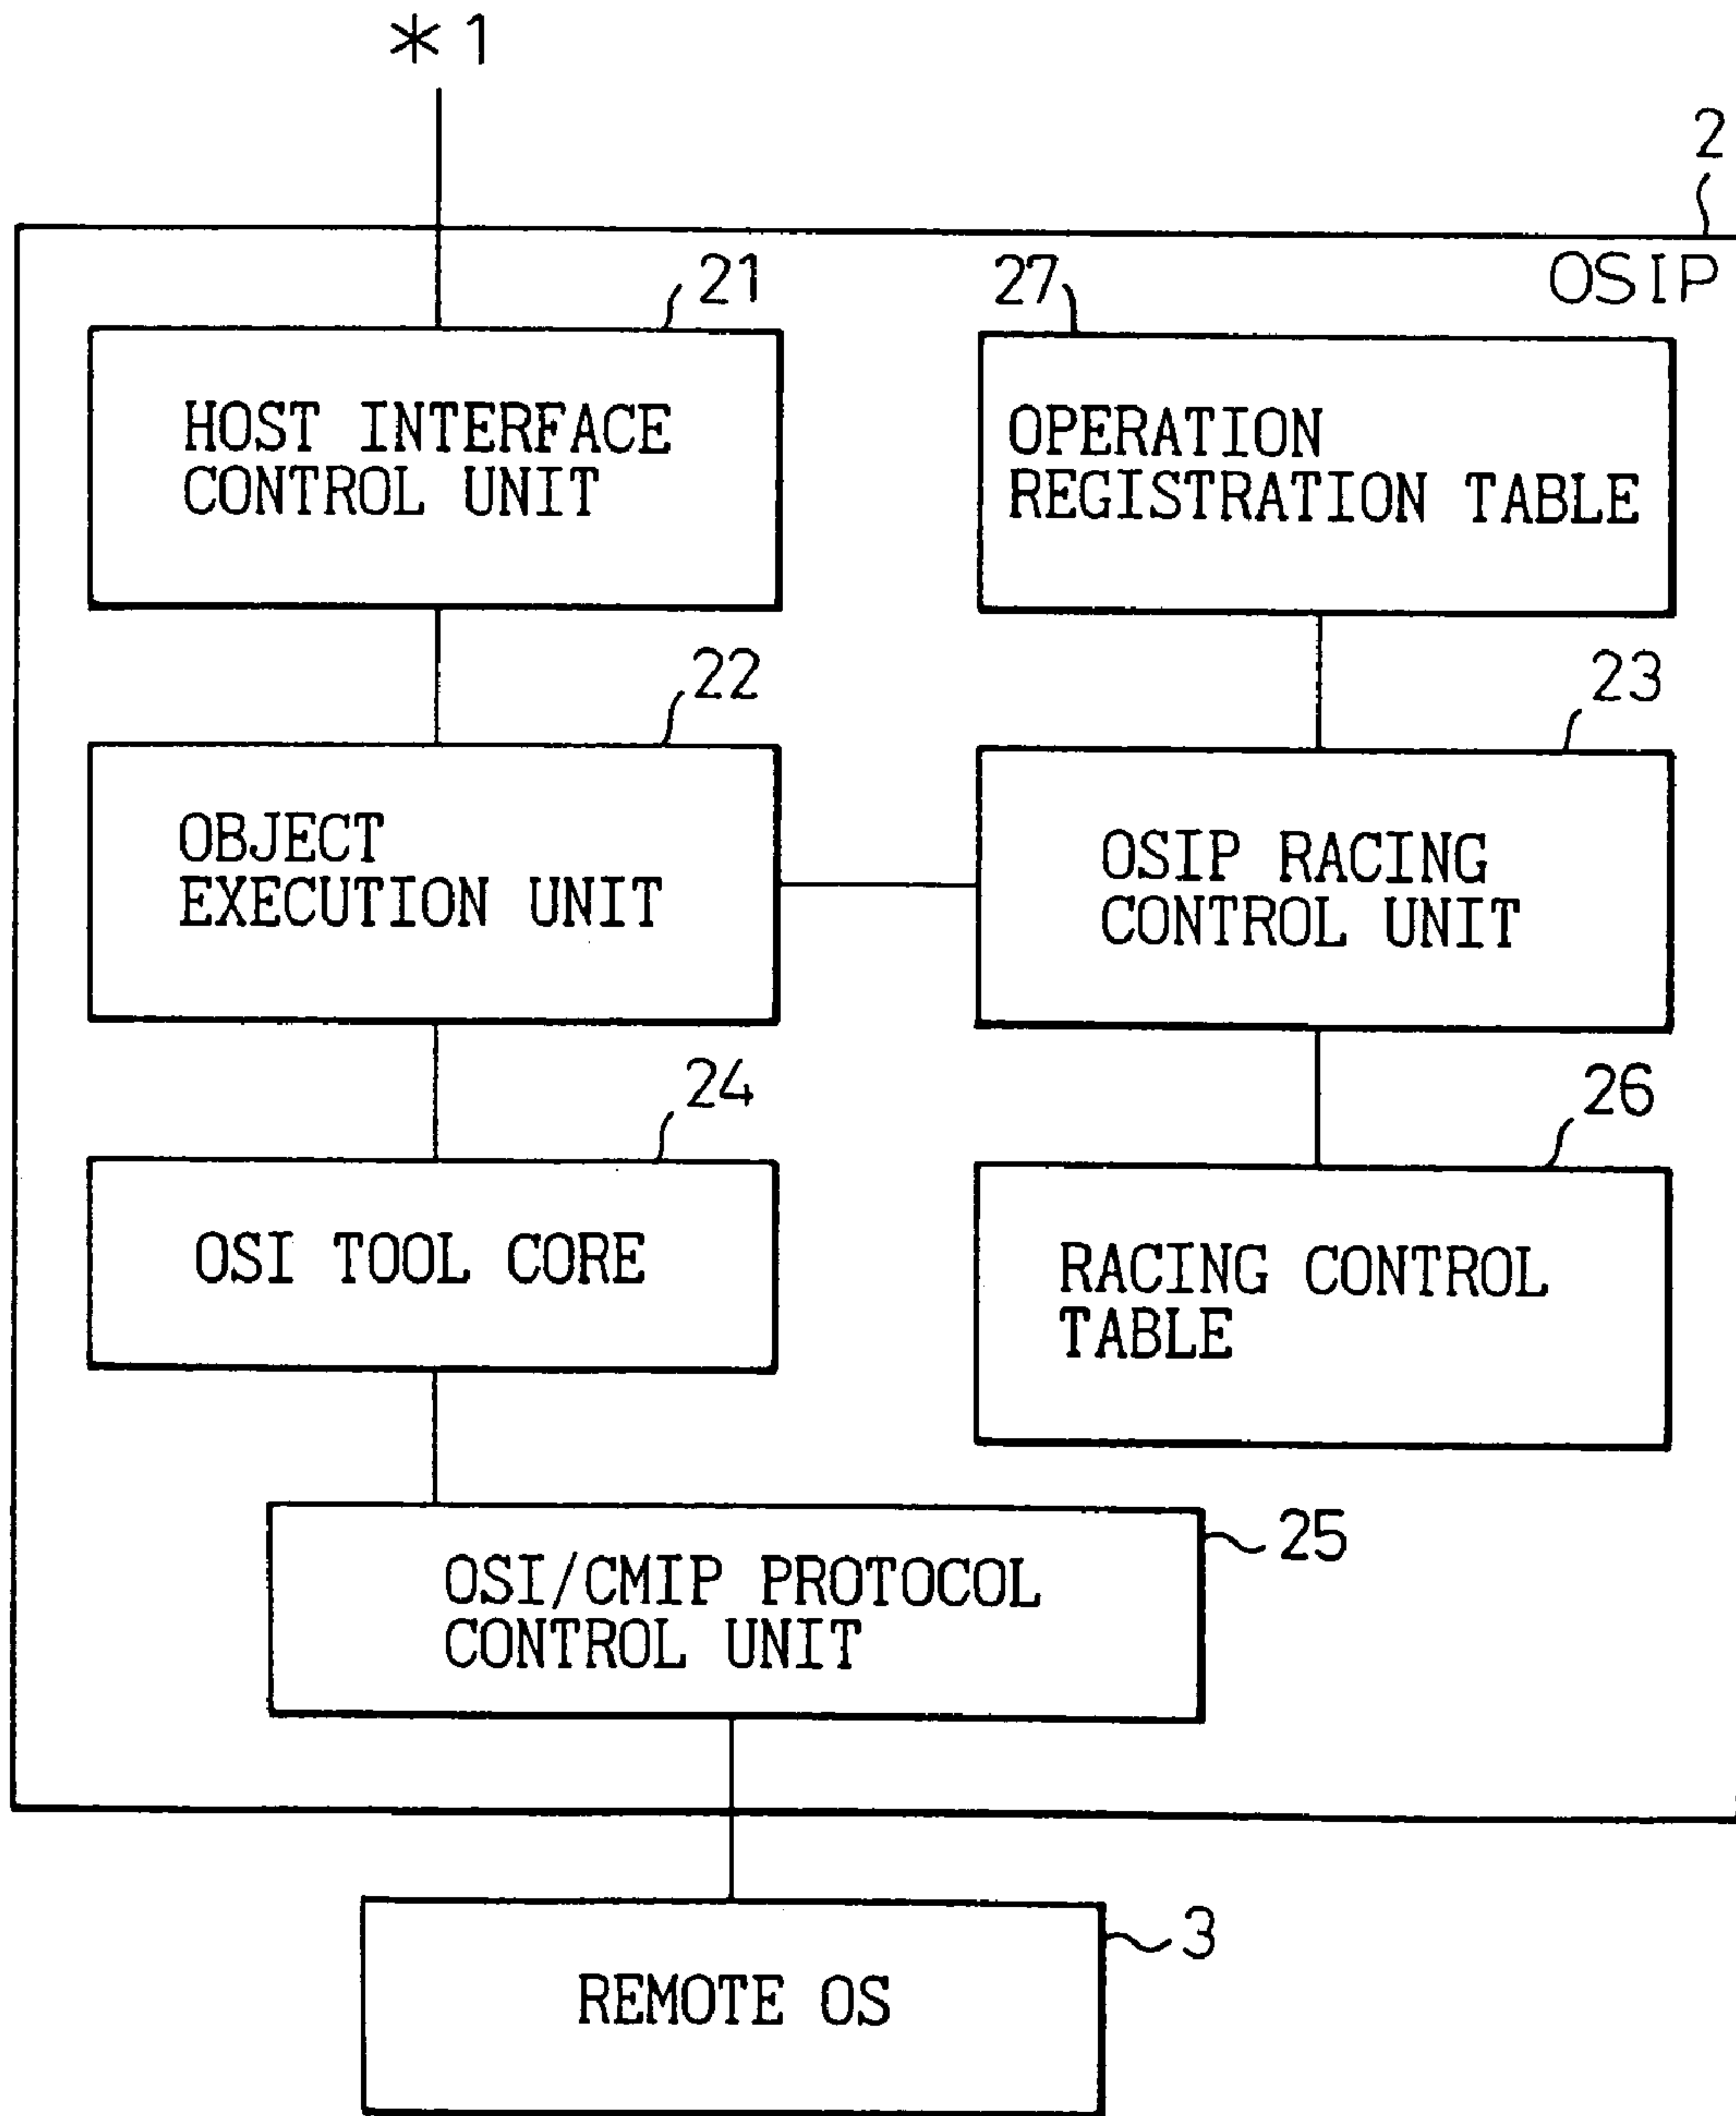 *1
2
OSIP
21
27
HOST INTERFACE
CONTROL UNIT
OPERATION
REGISTRATION TABLE
22
23
OBJECT
EXECUTION UNIT
OSIP RACING
CONTROL UNIT
24
26
OSI TOOL CORE
RACING CONTROL
TABLE
25
OSI/CMIP PROTOCOL
CONTROL UNIT
3
REMOTE OS